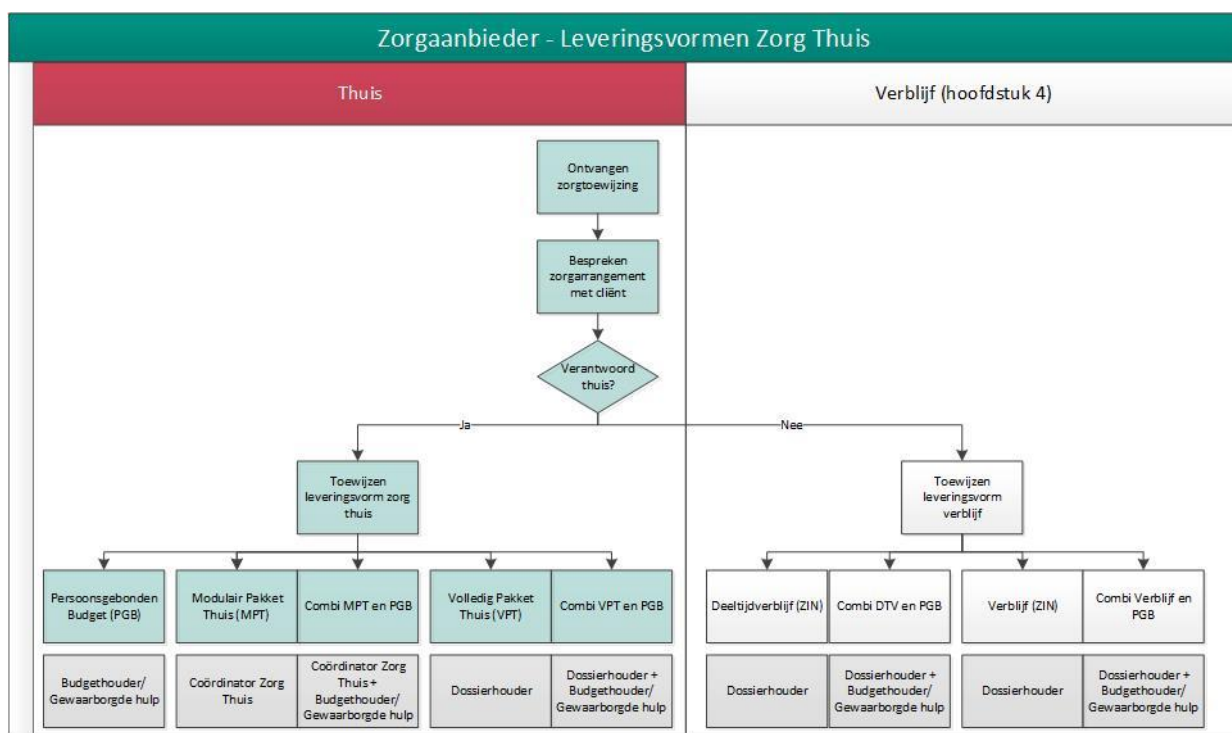 Zorgaanbieder - Leveringsvormen Zorg Thuis
Thuis
Verblijf (hoofdstuk 4)
Ontvangen
zorgtoewijzing
Bespreken
zorgarrangement
met cliënt
Verantwoord
thuis?
Ja
Nee
Toewijzen
leveringsvorm zorg
thuis
Toewijzen
leveringsvorm
verblijf
Persoonsgebonden
Budget (PGB)
Modulair Pakket
Thuis (MPT)
Combi MPT en PGB
Volledig Pakket
Thuis (VPT)
Combi VPT en PGB
Deeltijdverblijf (ZIN)
Combi DTV en PGB
Verblijf (ZIN)
Combi Verblijf en
PGB
Budgethouder/
Gewaarborgde hulp
Coördinator Zorg
Thuis
Coördinator Zorg
Thuis +
Budgethouder/
Gewaarborgde hulp
Dossierhouder
Dossierhouder +
Budgethouder/
Gewaarborgde hulp
Dossierhouder
Dossierhouder +
Budgethouder/
Gewaarborgde hulp
Dossierhouder
Dossierhouder +
Budgethouder/
Gewaarborgde hulp